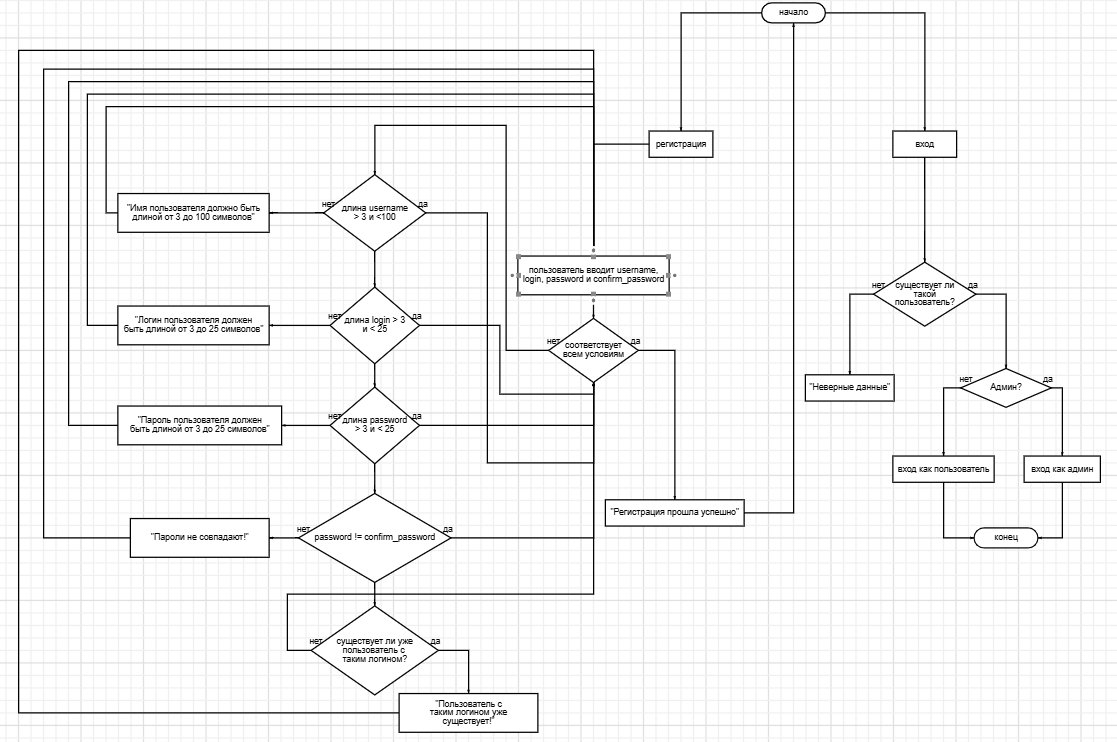 начало
регистрация
вход
"Имя пользователя должно быть
длиной от 3 до 100 символов"
нет
длина username
> 3 и <100
да
пользователь вводит username,
login, password и confirm_password
нет
существует ли
такой
пользователь?
да
"Логин пользователя должен
быть длиной от 3 до 25 символов"
нет
длина login > 3
и < 25
да
нет
соответствует
всем условиям
да
"Неверные данные"
нет
Админ?
да
"Пароль пользователя должен
быть длиной от 3 до 25 символов"
нет
длина password
> 3 и < 25
да
вход как пользователь
вход как админ
"Регистрация прошла успешно"
"Пароли не совпадают!"
нет
password != confirm_password
да
конец
нет
существует ли уже
пользователь с
таким логином?
да
"Пользователь с
таким логином уже
существует!"